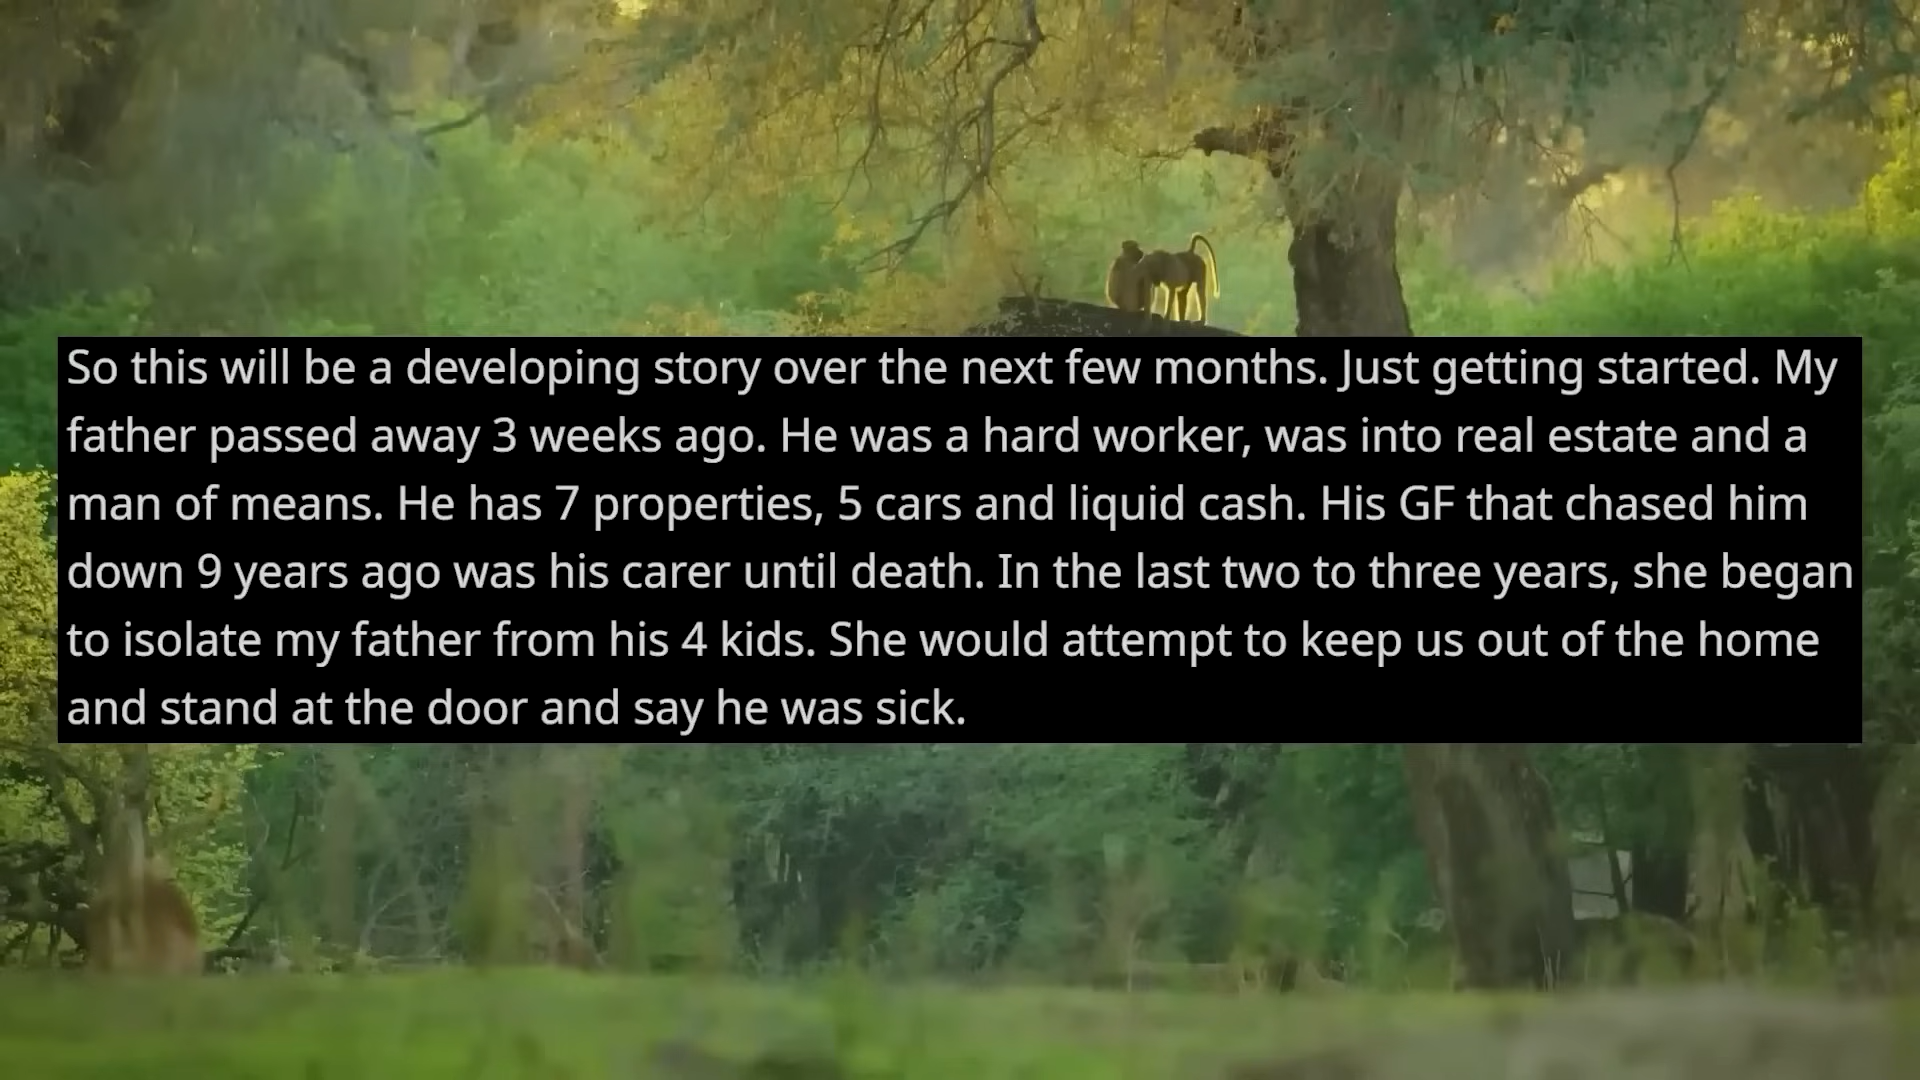 So this will be a developing story over the next few months. Just getting started. My
father passed away 3 weeks ago. He was a hard worker, was into real estate and a
man of means. He has 7 properties, 5 cars and liquid cash. His GF that chased him
down 9 years ago was his carer until death. In the last two to three years, she began
to isolate my father from his 4 kids. She would attempt to keep us out of the home
and stand at the door and say he was sick.